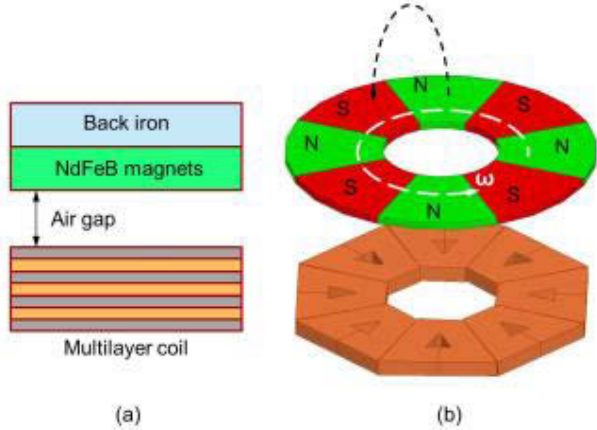 Back iron
NdFeB magnets
Air gap
Multilayer coil
(a)
N
S
S
N
N
S
S
N
ω
(b)